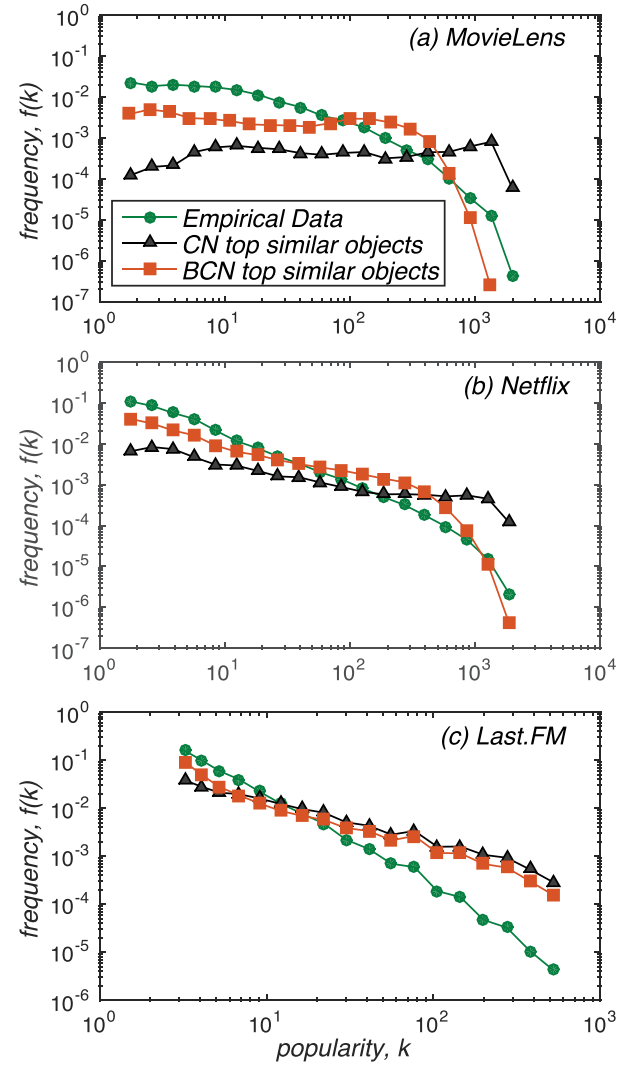 (a) MovieLens
frequency, f(k)
10^0
10^-1
10^-2
10^-3
10^-4
10^-5
10^-6
10^-7
Empirical Data
CN top similar objects
BCN top similar objects
10^0 10^1 10^2 10^3 10^4
(b) Netflix
frequency, f(k)
10^0
10^-1
10^-2
10^-3
10^-4
10^-5
10^-6
10^-7
10^0 10^1 10^2 10^3 10^4
(c) Last.FM
frequency, f(k)
10^0
10^-1
10^-2
10^-3
10^-4
10^-5
10^-6
10^0 10^1 10^2 10^3
popularity, k